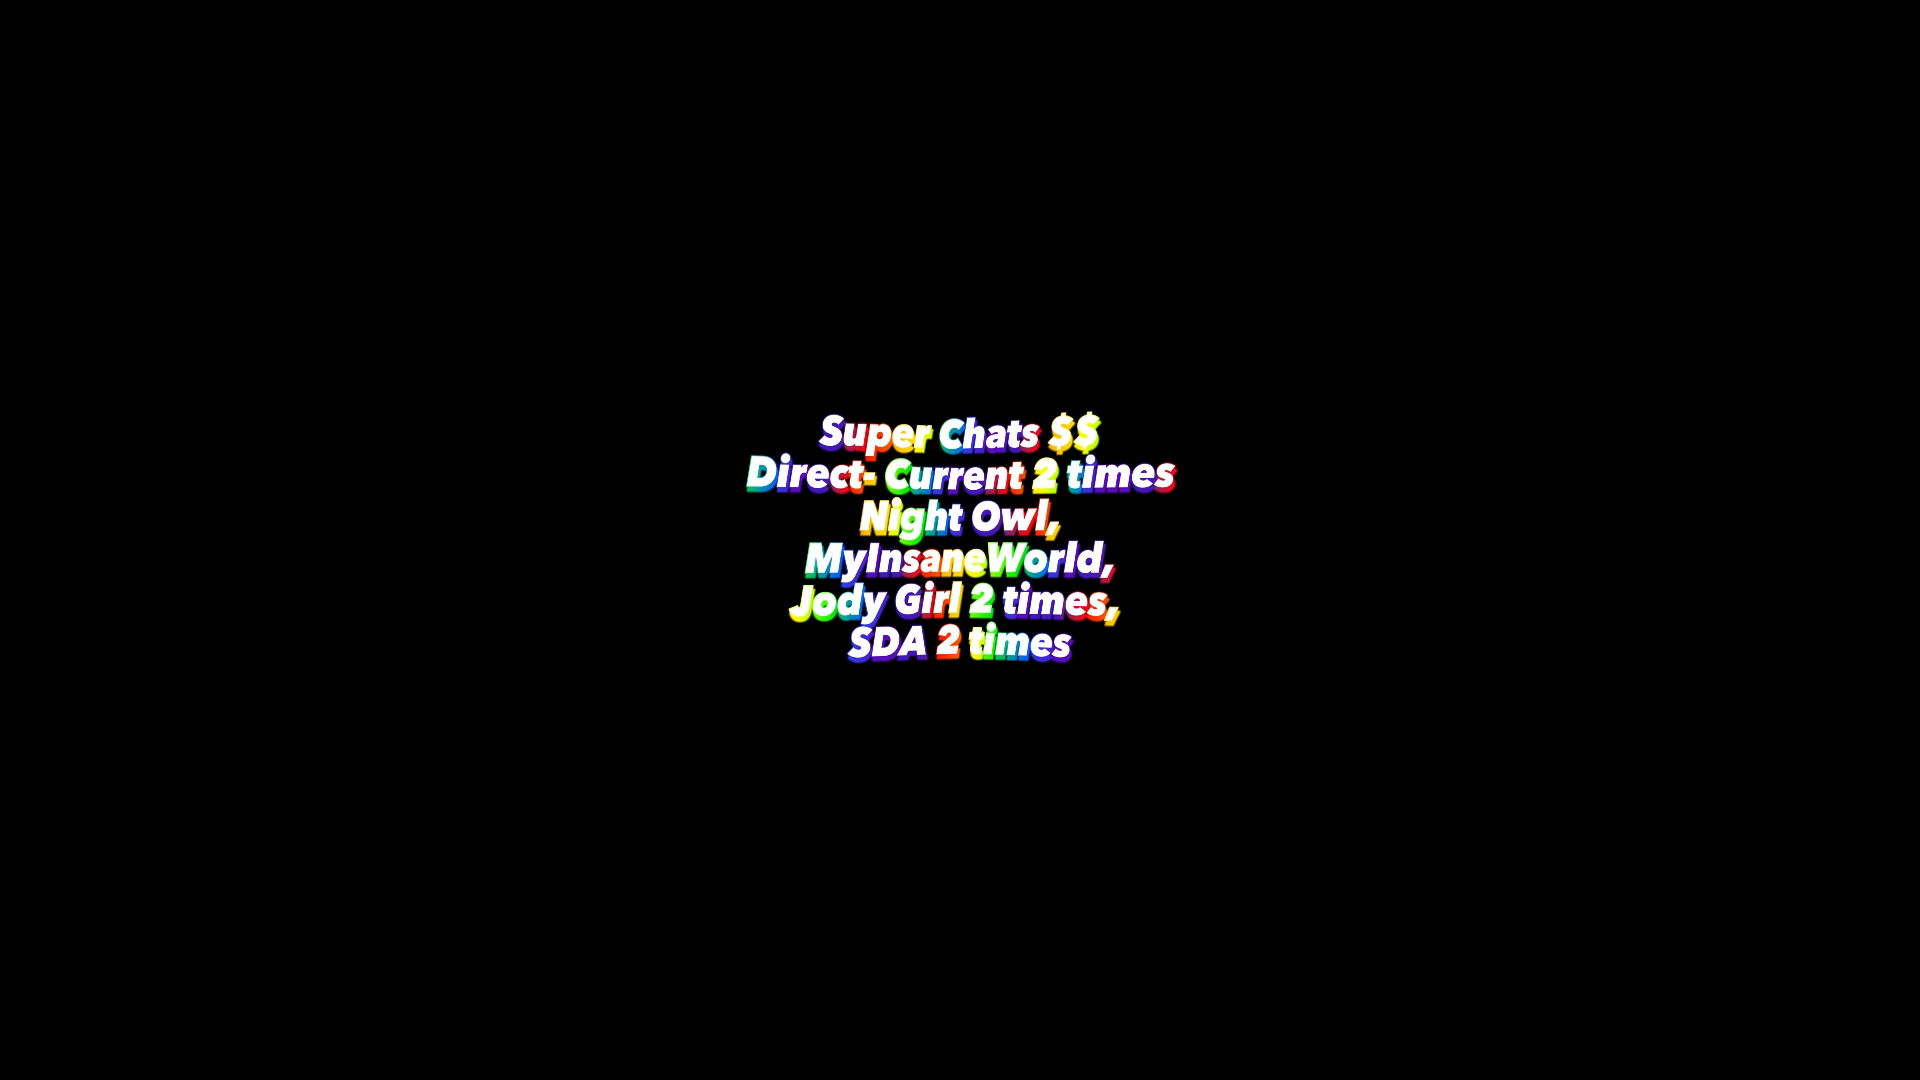 Super Chats $$
Direct- Current 2 times
Night Owl,
MyInsaneWorld,
Jody Girl 2 times,
SDA 2 times